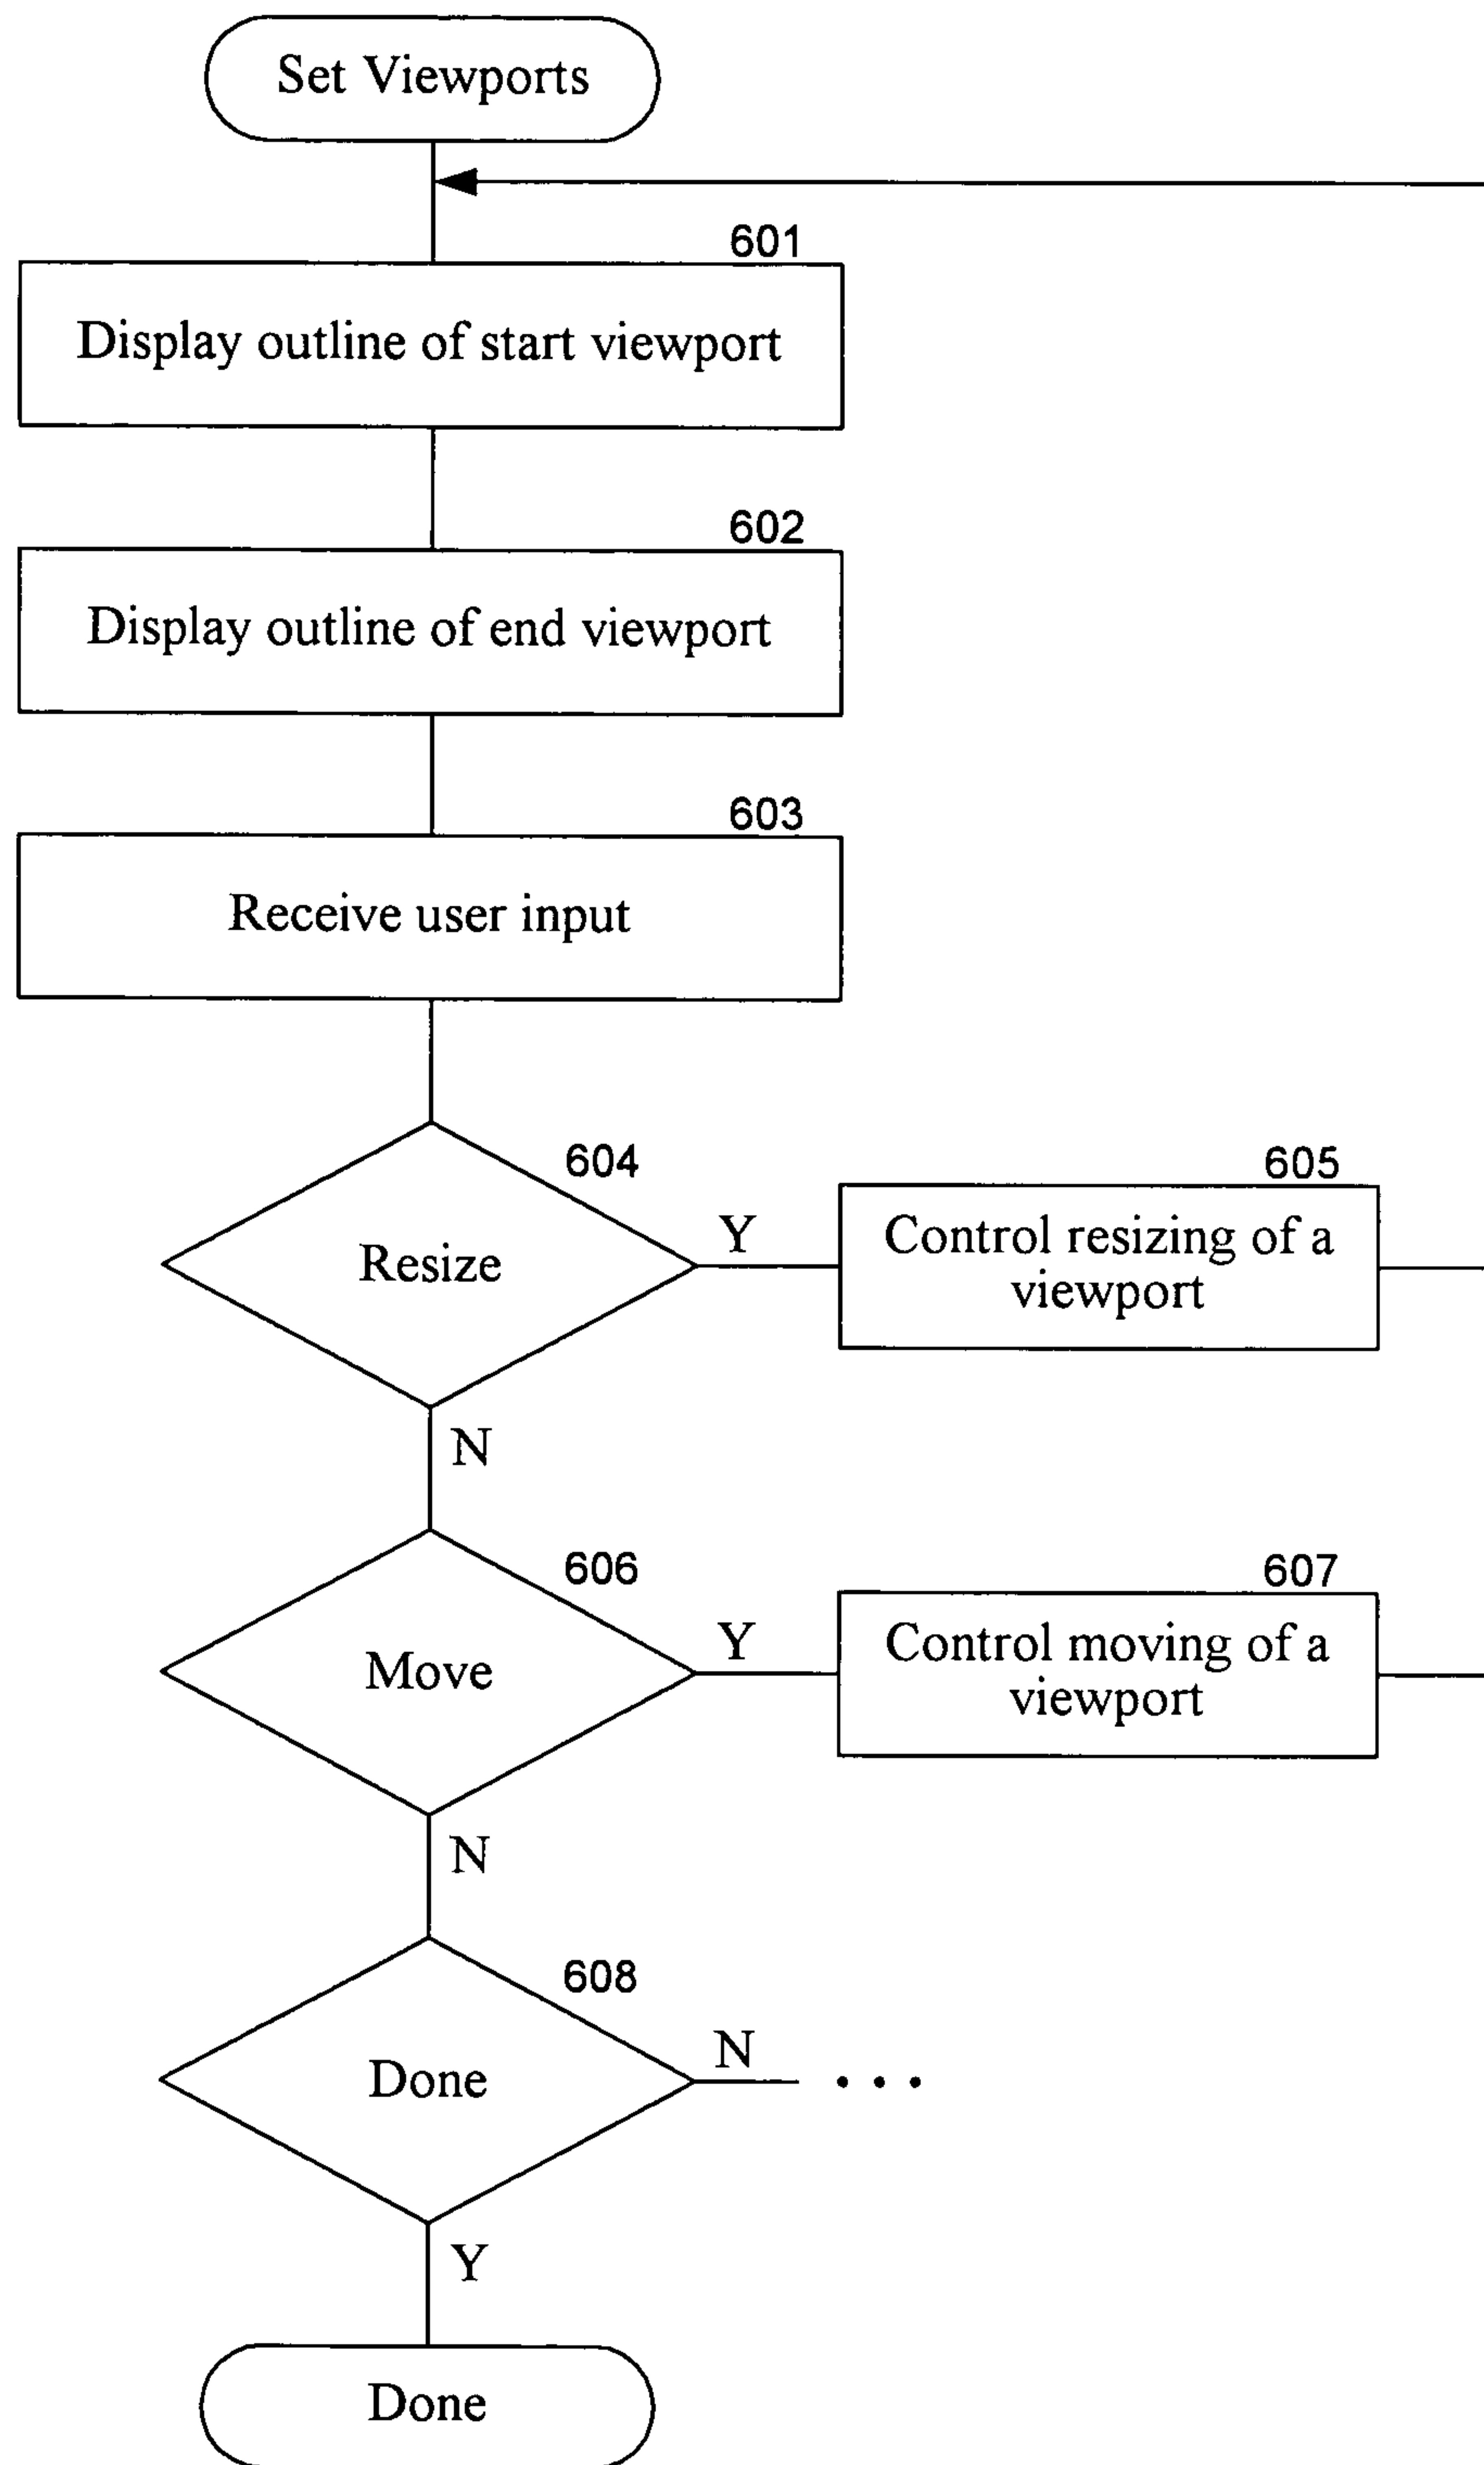 Set Viewports
601
Display outline of start viewport
602
Display outline of end viewport
603
Receive user input
604
Resize
Y
605
Control resizing of a
viewport
N
606
Move
Y
607
Control moving of a
viewport
N
608
Done
N
• • •
Y
Done